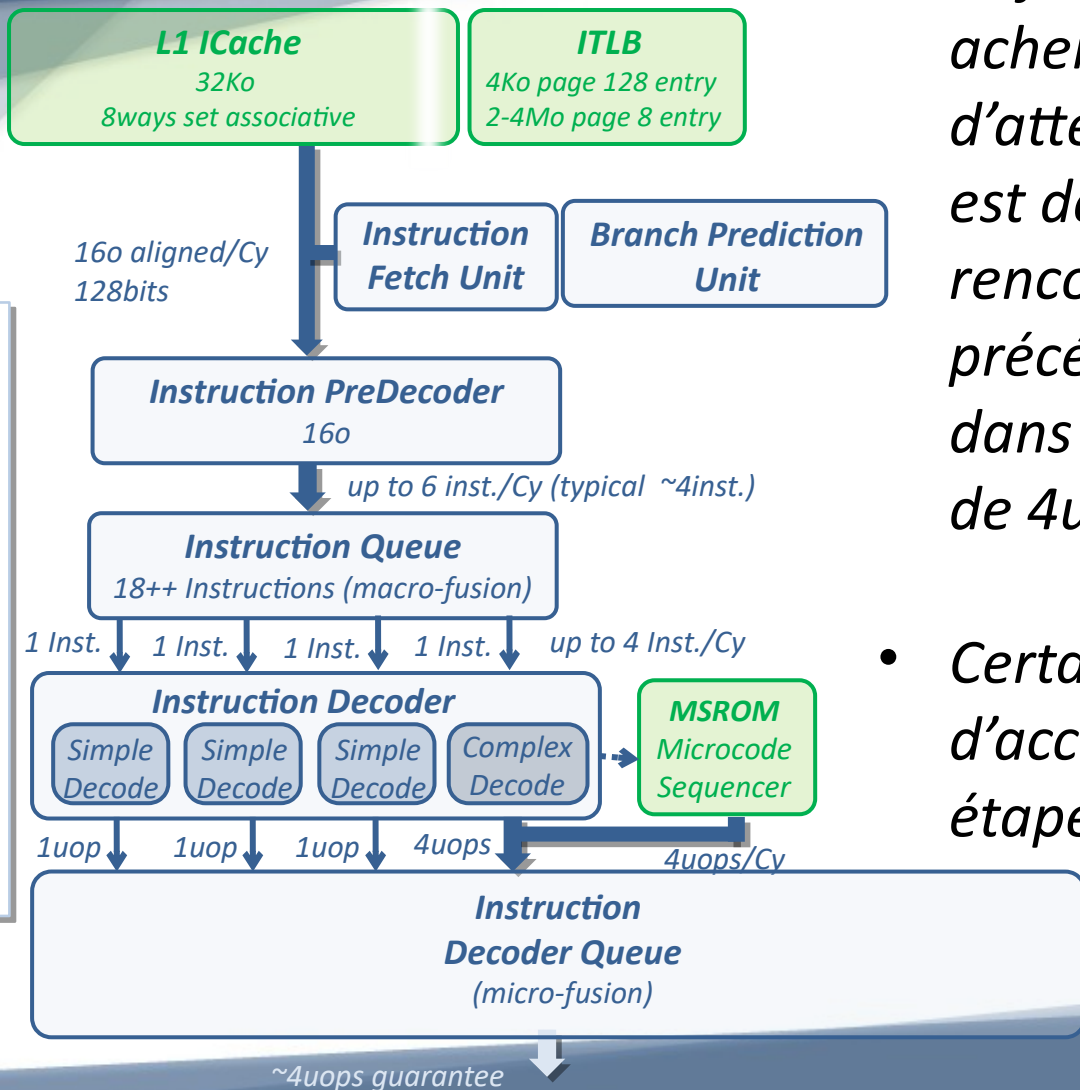 L1 ICache
32Ko
8ways set associative
ITLB
4Ko page 128 entry
2-4Mo page 8 entry
16o aligned/Cy
128bits
Instruction
Fetch Unit
Branch Prediction
Unit
Instruction PreDecoder
16o
up to 6 inst./Cy (typical ~4inst.)
Instruction Queue
18++ Instructions (macro-fusion)
1 Inst.
1 Inst.
1 Inst.
1 Inst.
up to 4 Inst./Cy
Instruction Decoder
Simple
Decode
Simple
Decode
Simple
Decode
Complex
Decode
MSROM
Microcode
Sequencer
1uop
1uop
1uop
4uops
4uops/Cy
Instruction
Decoder Queue
(micro-fusion)
~4uops guarantee
acher
d'atte
est d
renco
précé
dans
de 4u
• Certa
d'acc
étape